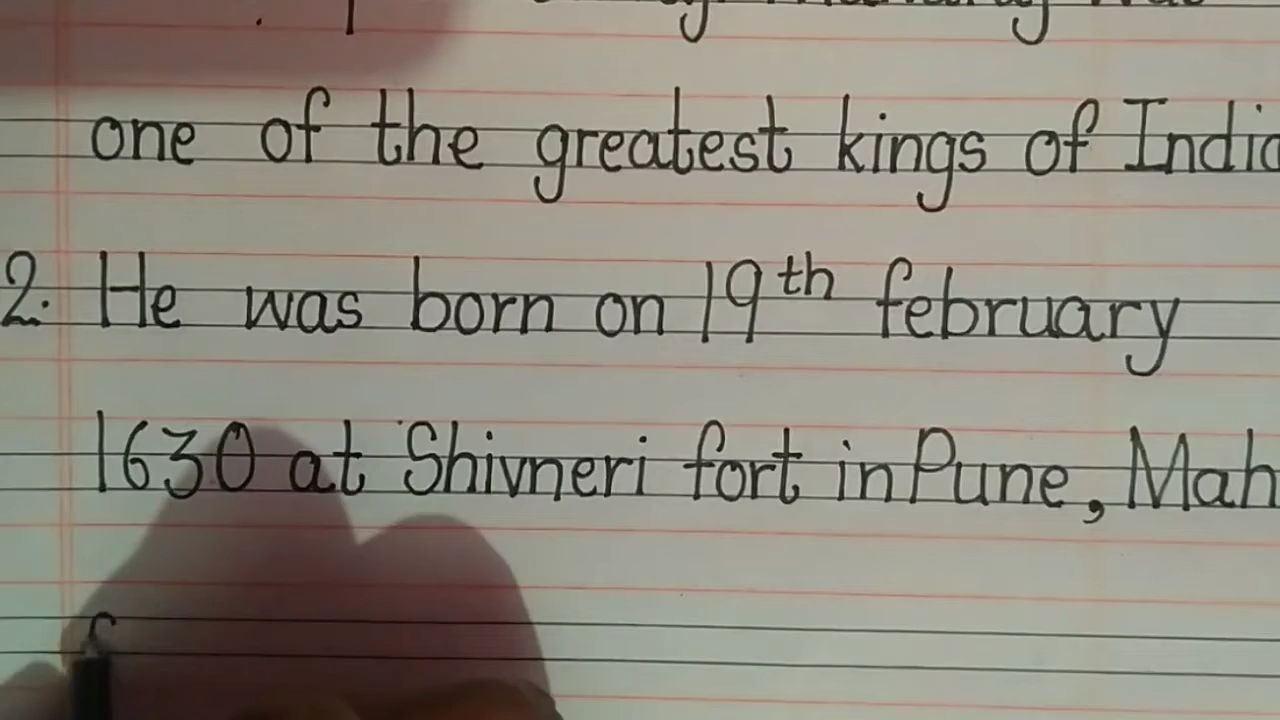 one of the greatest kings of India
2. He was born on 19th february
1630 at Shivneri fort in Pune, Mah